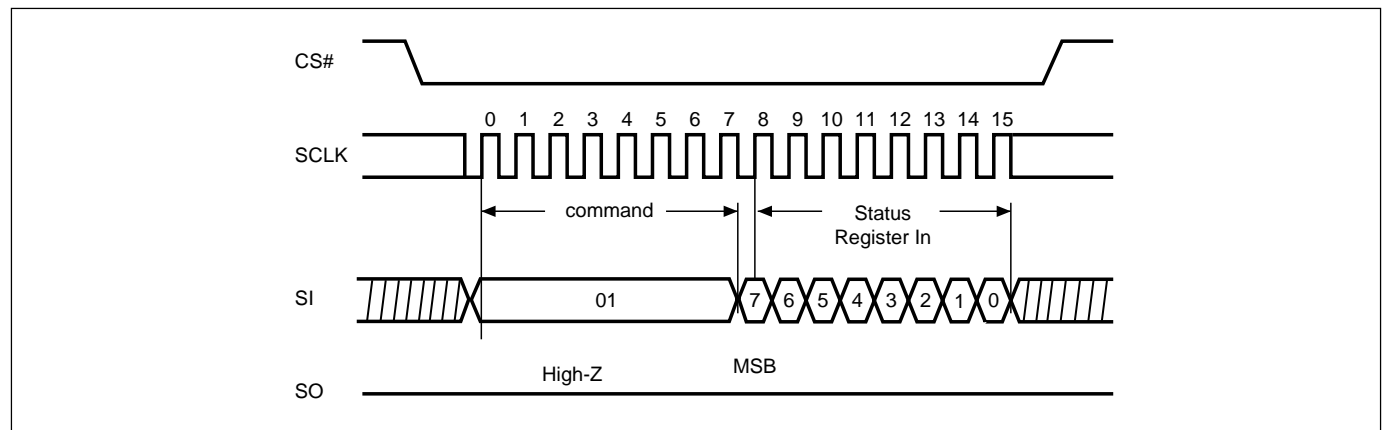 CS#
0 1 2 3 4 5 6 7 8 9 10 11 12 13 14 15
SCLK
command
Status
Register In
SI
01
7 6 5 4 3 2 1 0
MSB
High-Z
SO